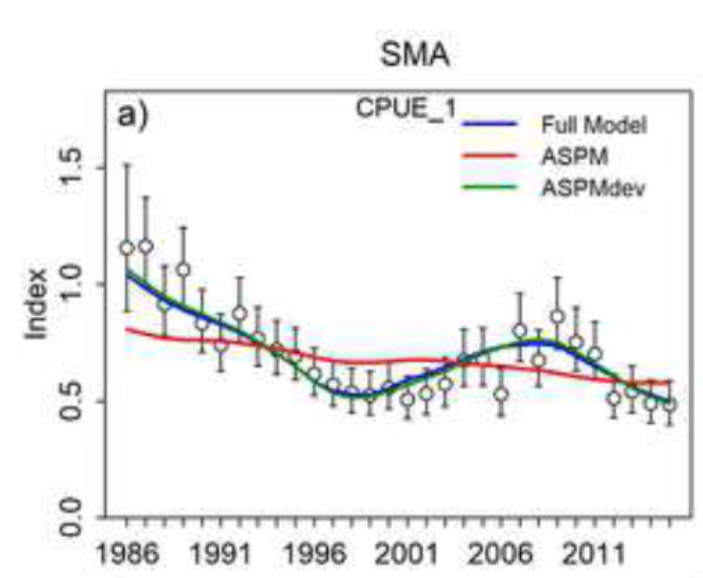 SMA
a)
CPUE_1
Full Model
ASPM
ASPMdev
Index
1.5
1.0
0.5
0.0
1986 1991 1996 2001 2006 2011